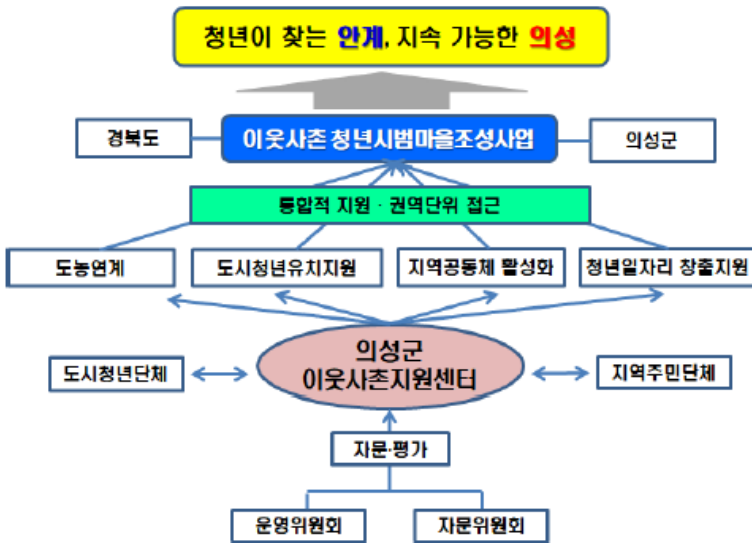 청년이 찾는 안계, 지속 가능한 의성
경북도
이웃사촌 청년시범마을조성사업
의성군
통합적 지원 · 권역단위 접근
도농연계
도시청년유치지원
지역공동체 활성화
청년일자리 창출지원
의성군
이웃사촌지원센터
도시청년단체
지역주민단체
자문·평가
운영위원회
자문위원회